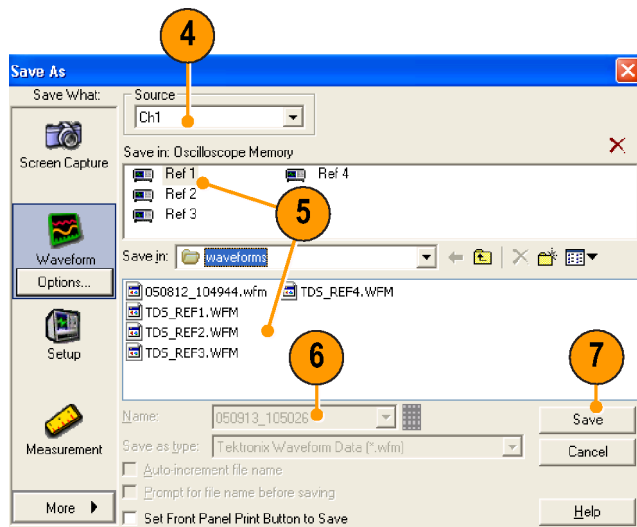 4
Save As
Save What:
Source
Ch1
Screen Capture
Save in: Oscilloscope Memory
Ref 1
Ref 4
Ref 2
Ref 3
5
Waveform
Options...
Save in:
waveforms
050812_104944.wfm
TDS_REF4.WFM
TDS_REF1.WFM
TDS_REF2.WFM
TDS_REF3.WFM
Setup
6
7
Name:
050913_105026
Save
Measurement
Save as type:
Tektronix Waveform Data (*.wfm)
Cancel
Auto-increment file name
Prompt for file name before saving
More
Set Front Panel Print Button to Save
Help